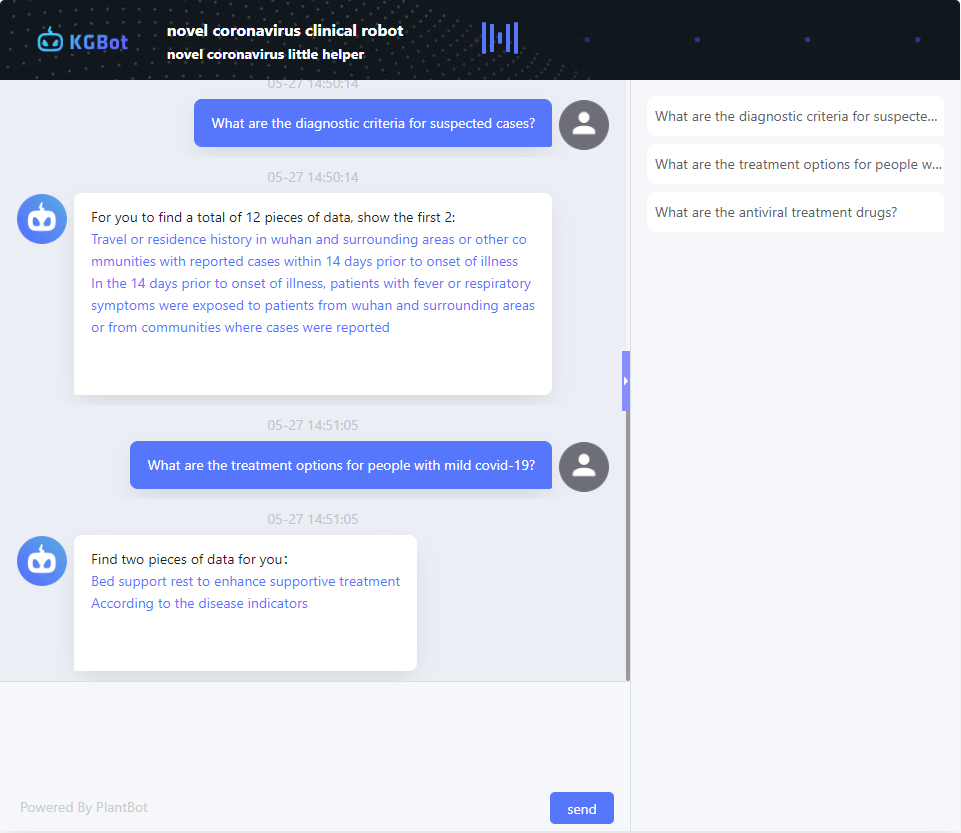 KGBot
novel coronavirus clinical robot
novel coronavirus little helper
05-27 14:50:14
What are the diagnostic criteria for suspected cases?
05-27 14:50:14
For you to find a total of 12 pieces of data, show the first 2:
Travel or residence history in wuhan and surrounding areas or other co
mmunities with reported cases within 14 days prior to onset of illness
In the 14 days prior to onset of illness, patients with fever or respiratory
symptoms were exposed to patients from wuhan and surrounding areas
or from communities where cases were reported
05-27 14:51:05
What are the treatment options for people with mild covid-19?
05-27 14:51:05
Find two pieces of data for you：
Bed support rest to enhance supportive treatment
According to the disease indicators
Powered By PlantBot
send
What are the diagnostic criteria for suspecte...
What are the treatment options for people w...
What are the antiviral treatment drugs?